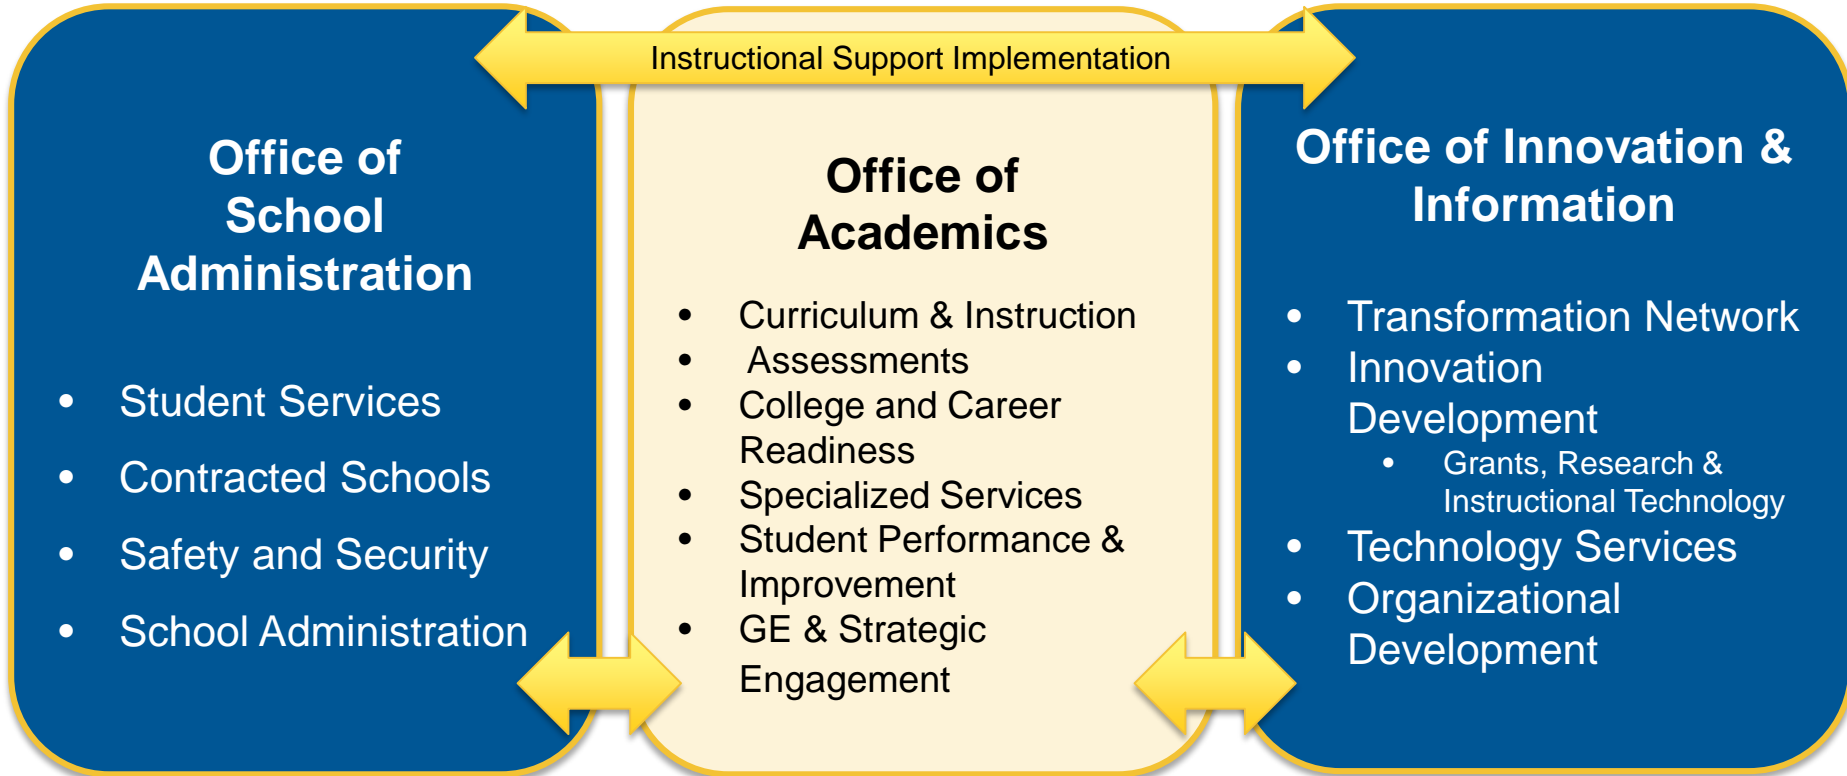 Instructional Support Implementation
Office of
School
Administration
• Student Services
• Contracted Schools
• Safety and Security
• School Administration
Office of
Academics
• Curriculum & Instruction
• Assessments
• College and Career
Readiness
• Specialized Services
• Student Performance &
Improvement
• GE & Strategic
Engagement
Office of Innovation &
Information
• Transformation Network
• Innovation
Development
• Grants, Research &
Instructional Technology
• Technology Services
• Organizational
Development